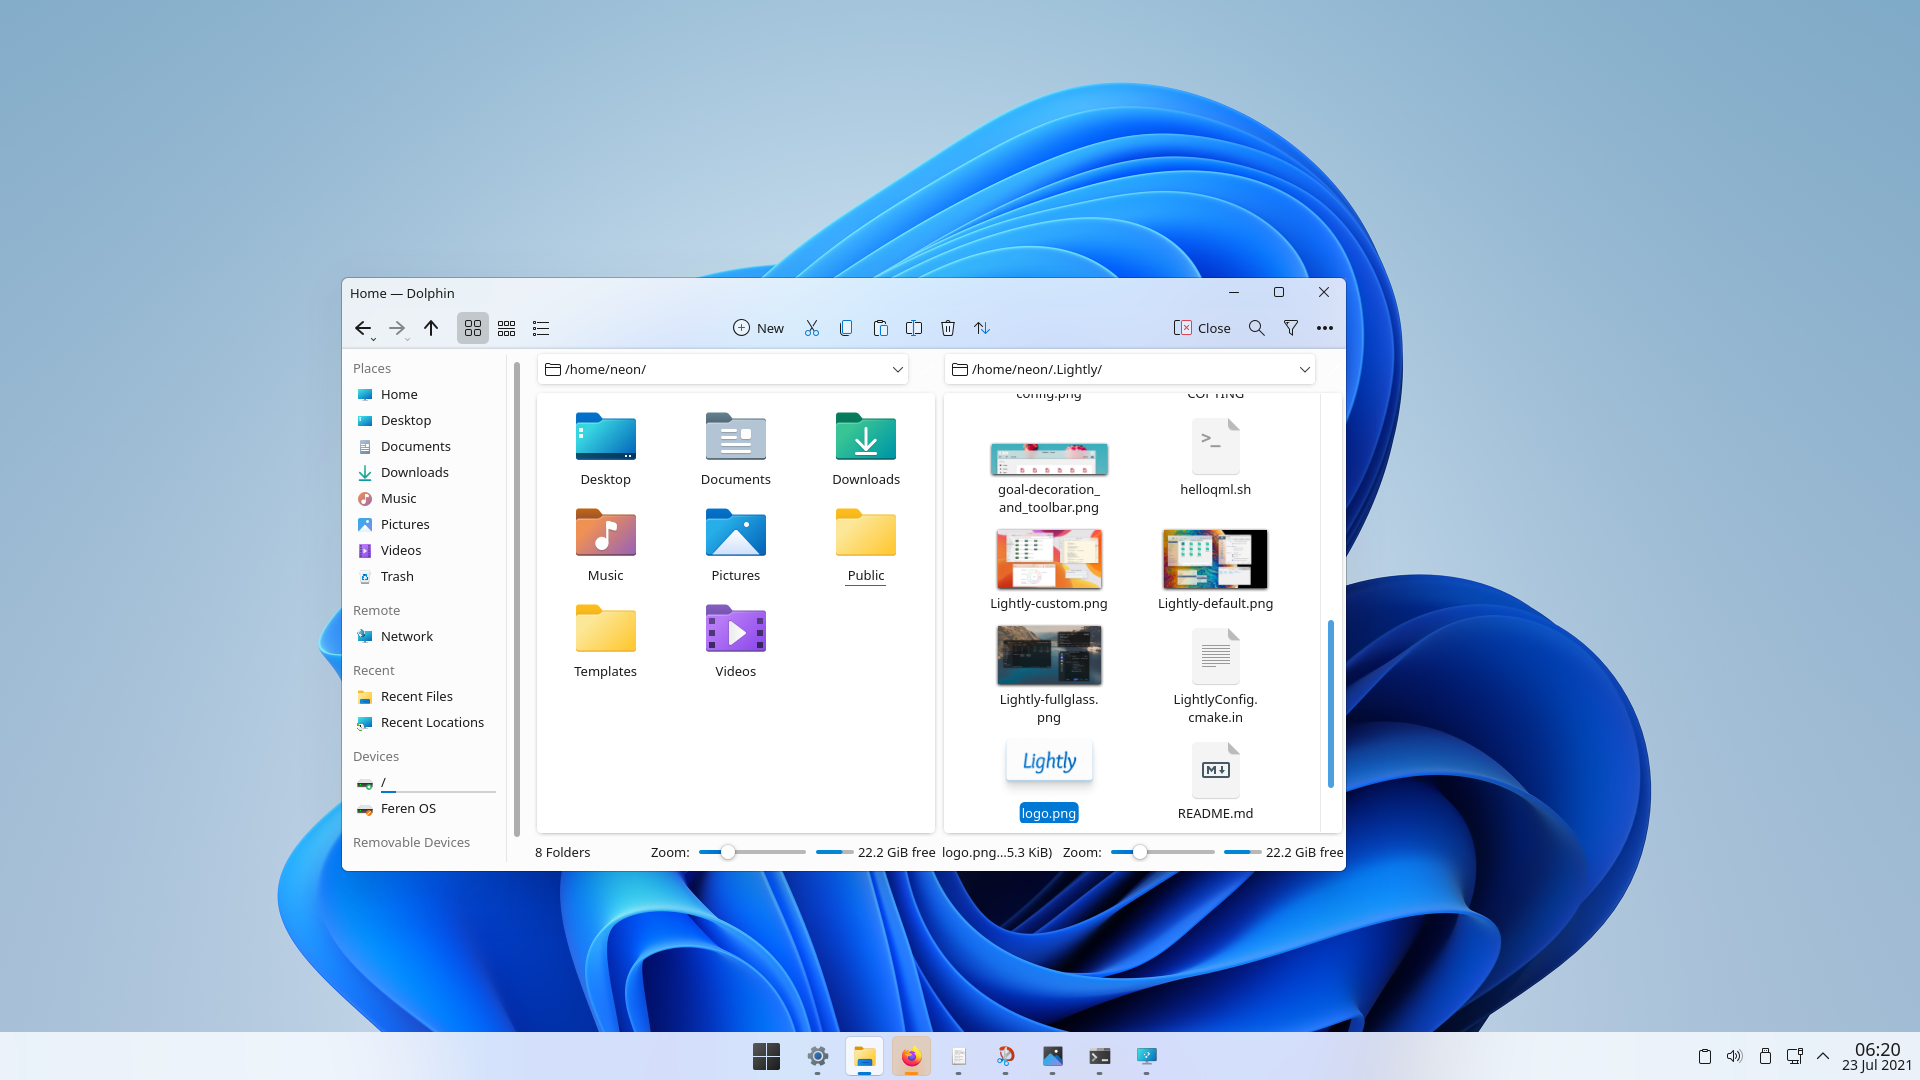 Home — Dolphin
New
Close
Places
Home
Desktop
Documents
Downloads
Music
Pictures
Videos
Trash
Remote
Network
Recent
Recent Files
Recent Locations
Devices
/
Feren OS
Removable Devices
/home/neon/
Desktop
Documents
Downloads
Music
Pictures
Public
Templates
Videos
8 Folders
Zoom:
22.2 GiB free
/home/neon/.Lightly/
config.png
COPYING
>_
goal-decoration_
and_toolbar.png
helloqml.sh
Lightly-custom.png
Lightly-default.png
Lightly-fullglass.
png
LightlyConfig.
cmake.in
Lightly
M
logo.png
README.md
logo.png...5.3 KiB)
Zoom:
22.2 GiB free
06:20
23 Jul 2021